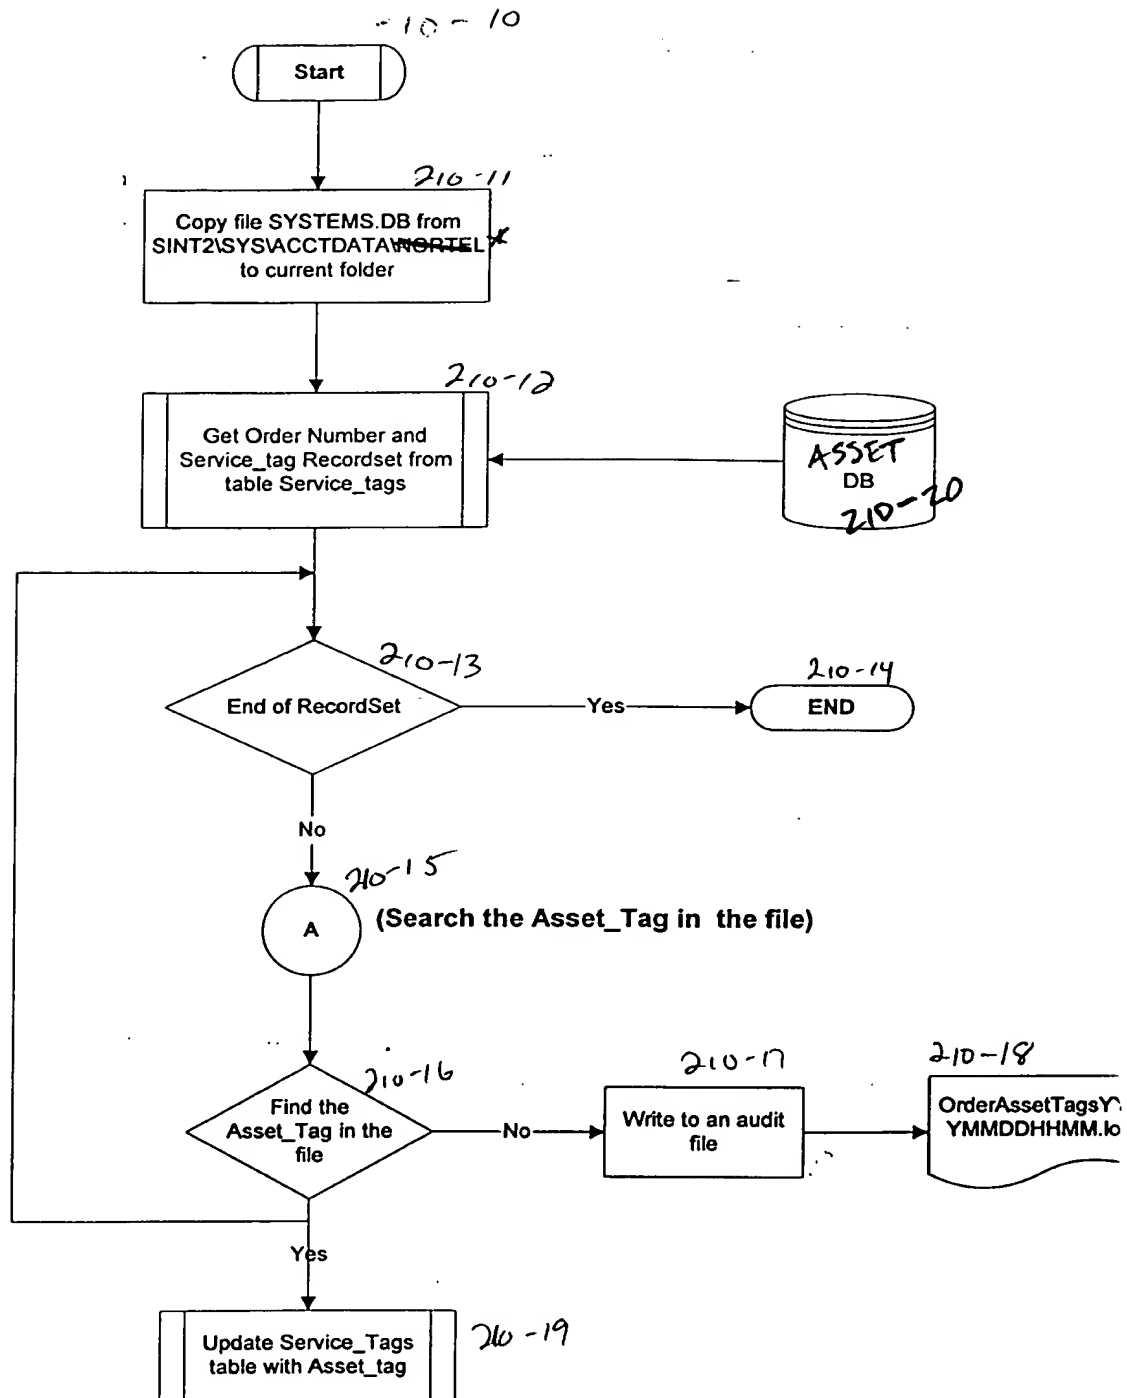 -10-10
Start
210-11
Copy file SYSTEMS.DB from
SINT2\SYS\ACCTDATA\NORTEL*
to current folder
210-12
Get Order Number and
Service_tag Recordset from
table Service_tags
ASSET
DB
210-20
210-13
End of RecordSet
Yes
210-14
END
No
210-15
A
(Search the Asset_Tag in the file)
210-16
Find the
Asset_Tag in the
file
No
210-17
Write to an audit
file
210-18
OrderAssetTagsY
YMMDDHHMM.lo
Yes
210-19
Update Service_Tags
table with Asset_tag